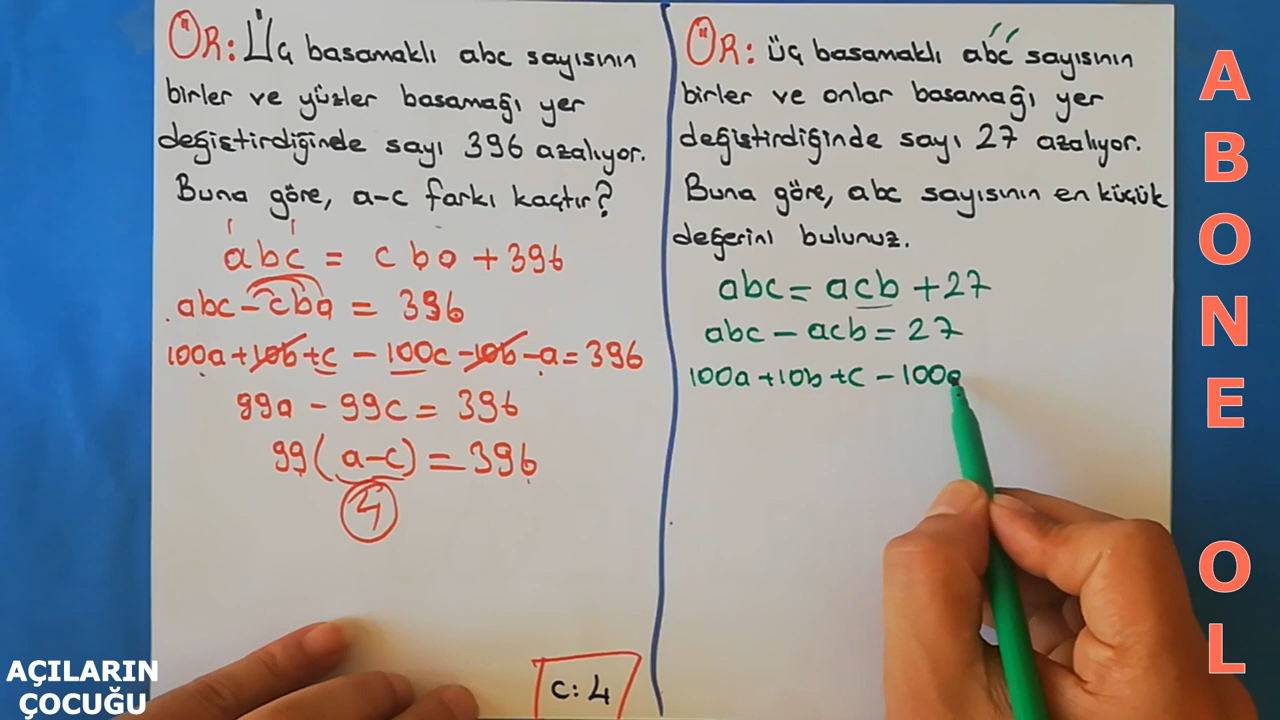 ÖR: Üç basamaklı abc sayısının
birler ve yüzler basamağı yer
değiştirdiğinde sayı 396 azalıyor.
Buna göre, a-c farkı kaçtır?
abc = cba + 396
abc - cba = 396
100a + 10b + c - 100c - 10b - a = 396
99a - 99c = 396
99(a-c) = 396
4
C: 4
ÖR: üç basamaklı abc sayısının
birler ve onlar basamağı yer
değiştirdiğinde sayı 27 azalıyor.
Buna göre, abc sayısının en küçük
değerini bulunuz.
abc = acb + 27
abc - acb = 27
100a + 10b + c - 100a
ABONE OL
AÇILARIN
ÇOCUĞU